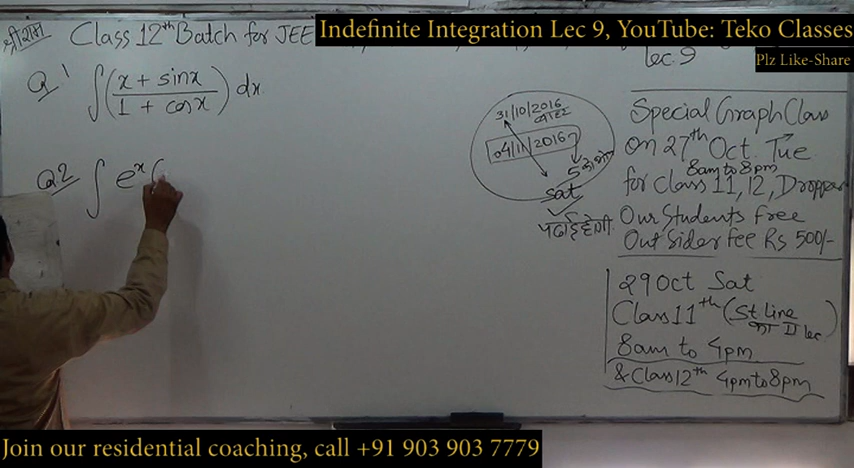 श्रीराम
Class 12th Batch for JEE
Indefinite Integration Lec 9, YouTube: Teko Classes
Lec. 9
Plz Like-Share
Q 1 ∫(x + sinx / 1 + cosx) dx
Q 2 ∫ e^x (
31/10/2016
04/11/2016
sat
पढाई होगी
Special Graph Class
on 27th Oct. Tue
8am to 8pm
for class 11, 12, Dropper
Our Students Free
Out Sider Fee Rs 500/-
29 Oct Sat
Class 11th (St. Line
का II lec)
8am to 4pm
& Class 12th 4pm to 8pm
Join our residential coaching, call +91 903 903 7779